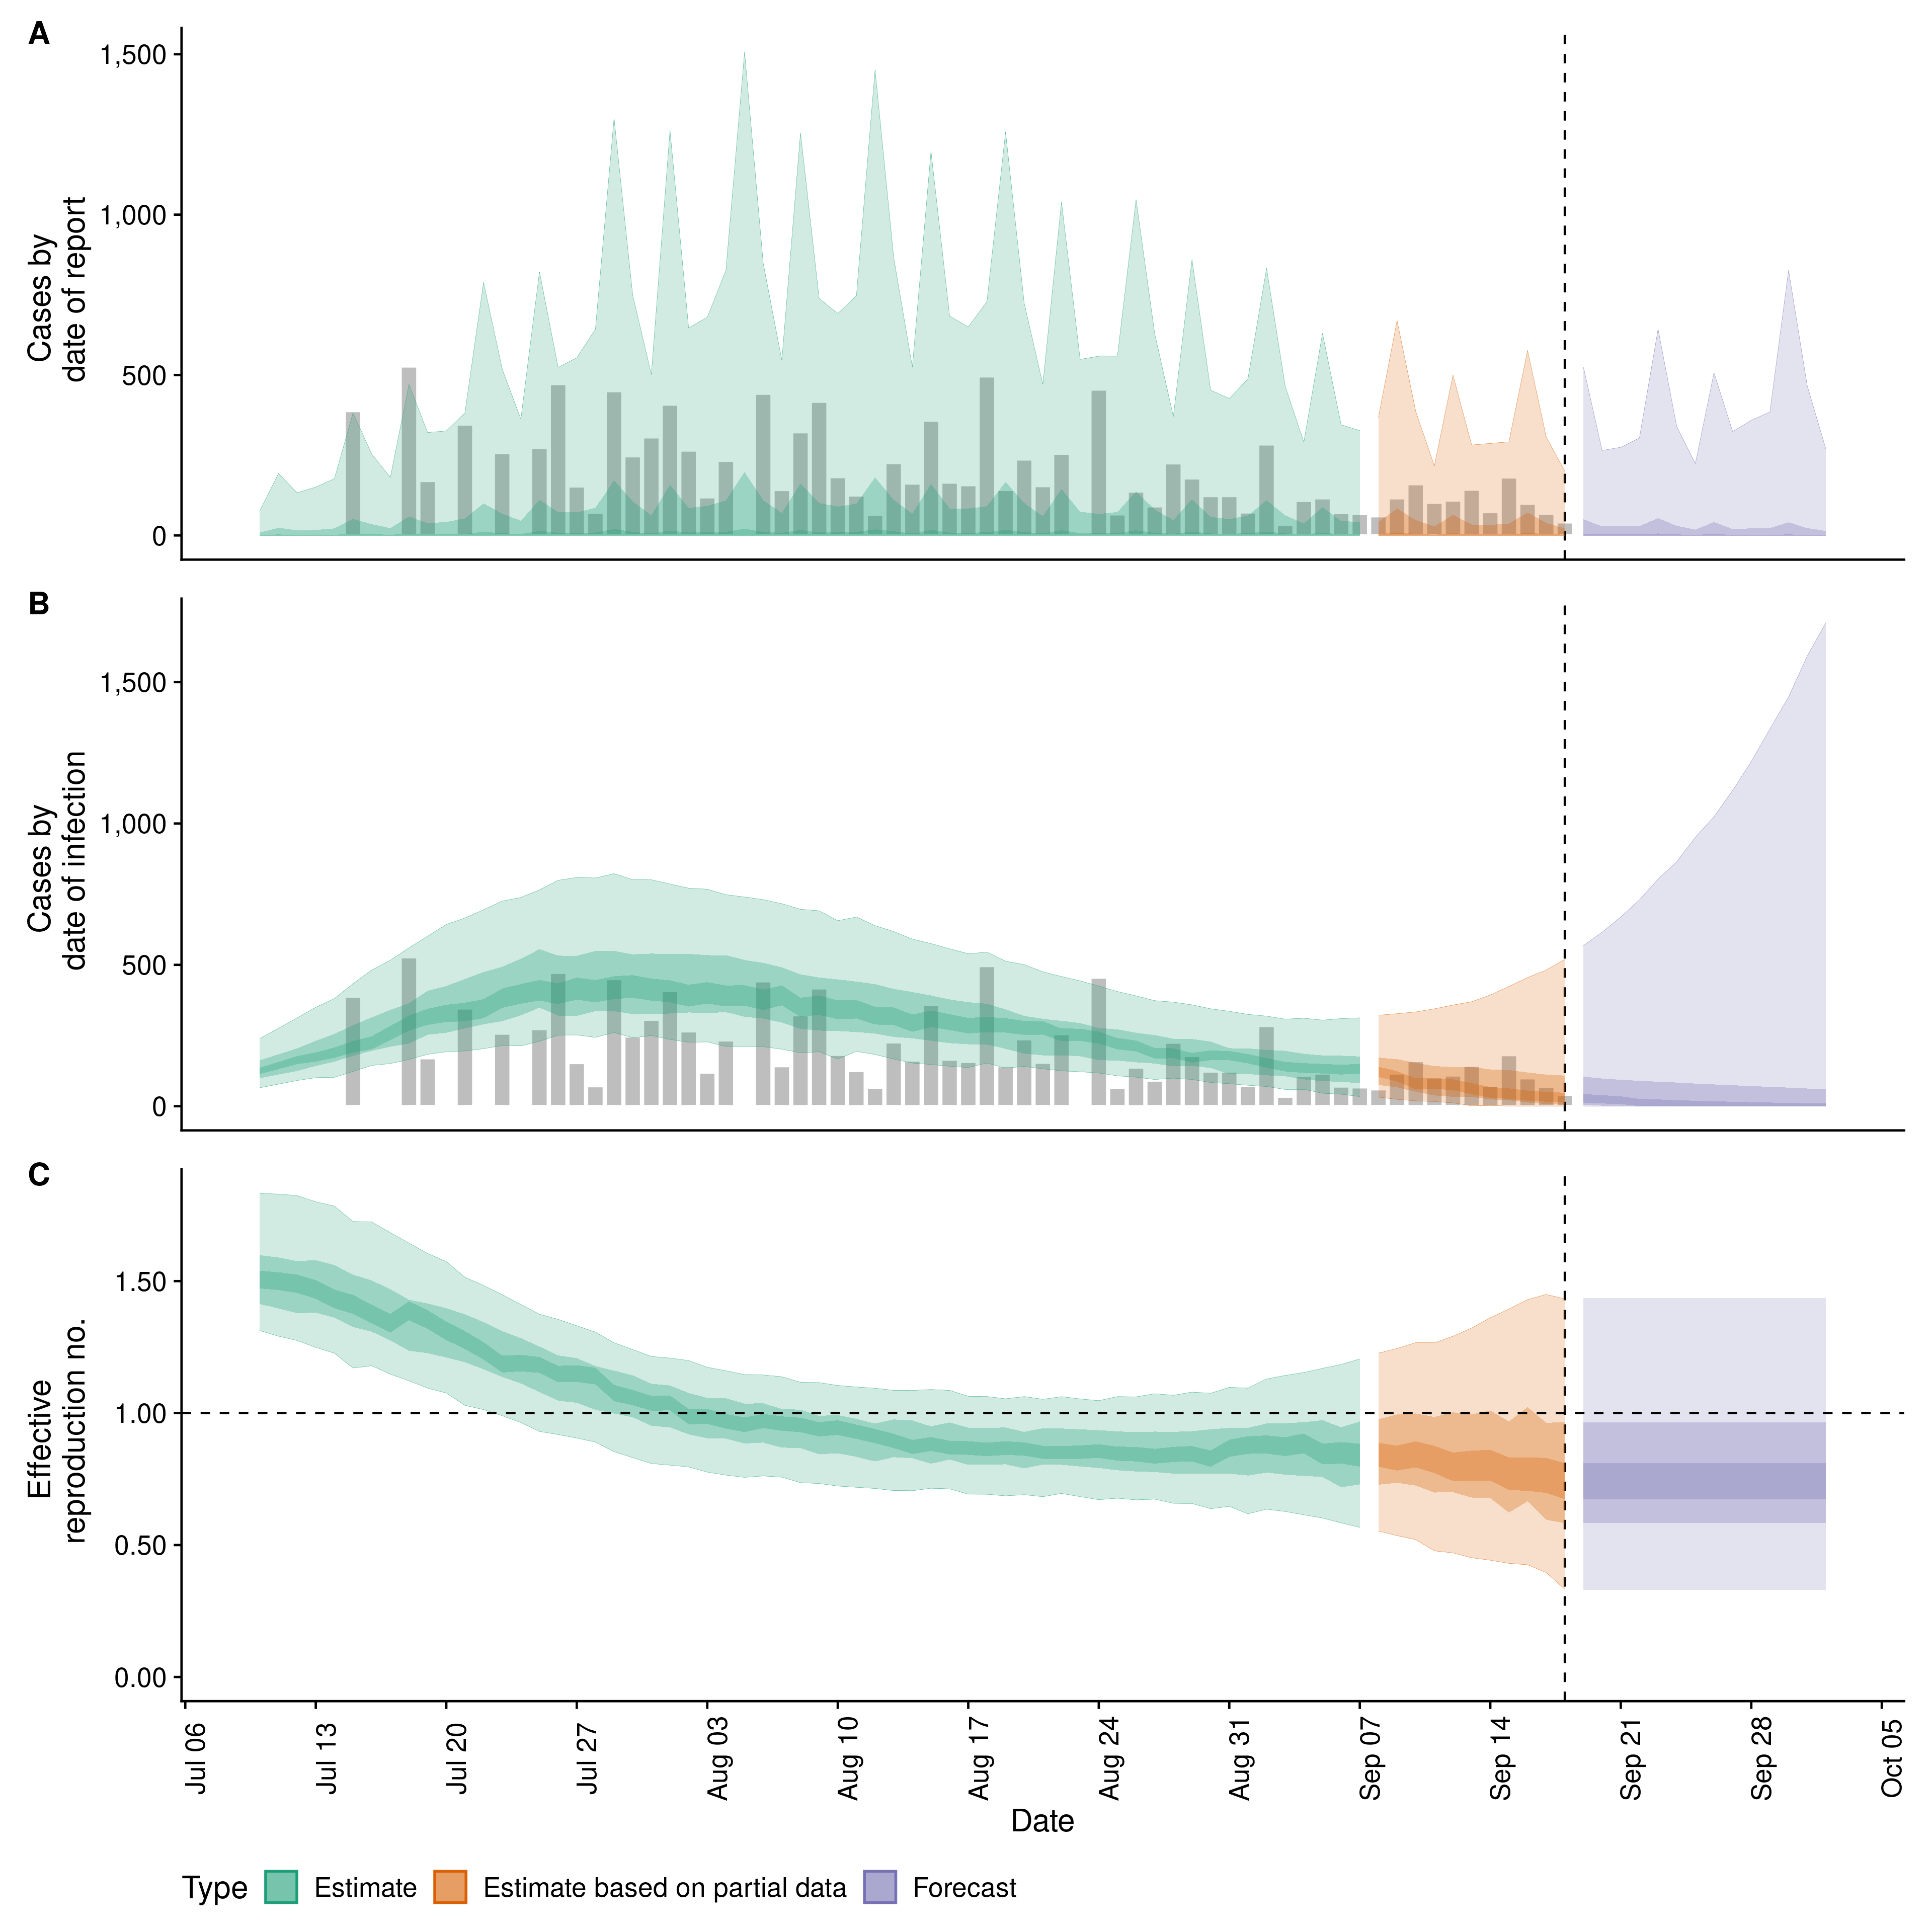 A
Cases by
date of report
1,500
1,000
500
0
B
Cases by
date of infection
1,500
1,000
500
0
C
Effective
reproduction no.
1.50
1.00
0.50
0.00
Jul 06
Jul 13
Jul 20
Jul 27
Aug 03
Aug 10
Aug 17
Aug 24
Aug 31
Sep 07
Sep 14
Sep 21
Sep 28
Oct 05
Date
Type Estimate Estimate based on partial data Forecast